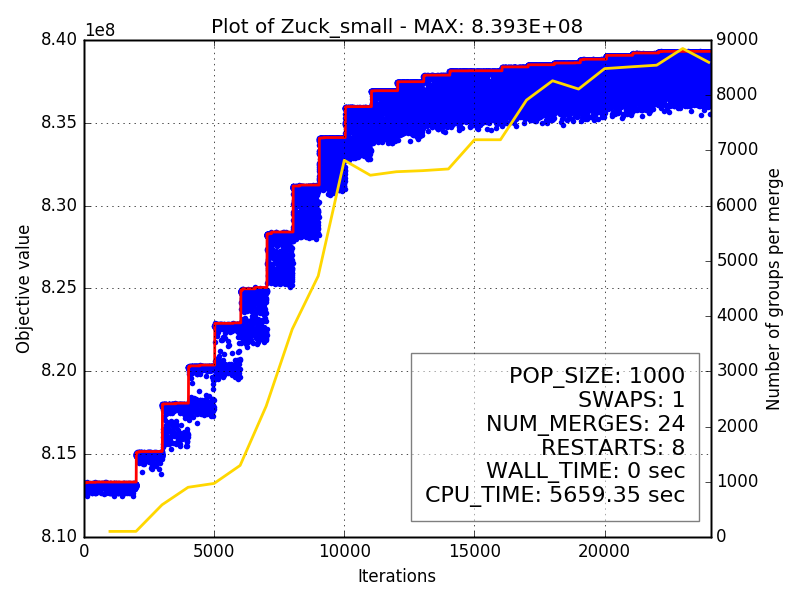 Plot of Zuck_small - MAX: 8.393E+08
1e8
8.40
8.35
8.30
8.25
8.20
8.15
8.10
Objective value
9000
8000
7000
6000
5000
4000
3000
2000
1000
0
Number of groups per merge
POP_SIZE: 1000
SWAPS: 1
NUM_MERGES: 24
RESTARTS: 8
WALL_TIME: 0 sec
CPU_TIME: 5659.35 sec
0 5000 10000 15000 20000
Iterations